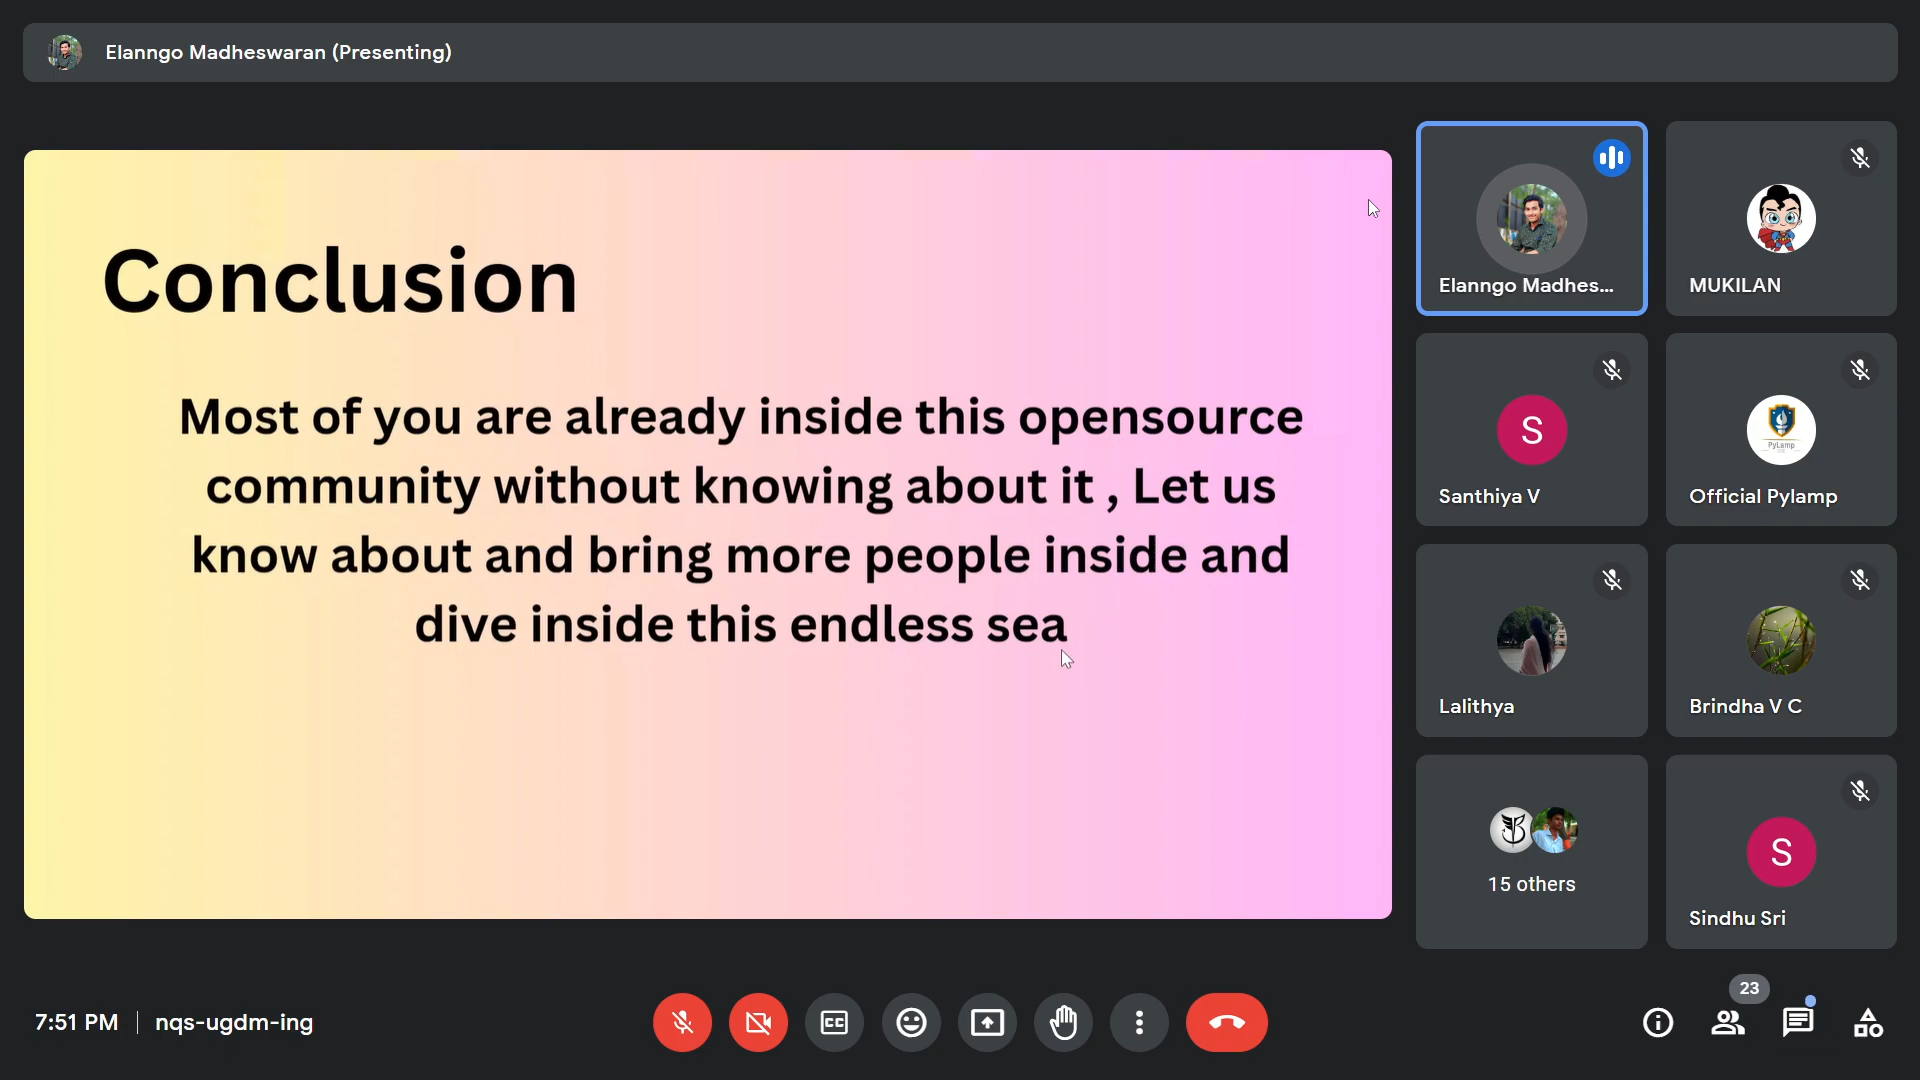 Elanngo Madheswaran (Presenting)
Conclusion
Most of you are already inside this opensource
community without knowing about it , Let us
know about and bring more people inside and
dive inside this endless sea
Elanngo Madhes...
MUKILAN
S
Santhiya V
PyLamp
Official Pylamp
Lalithya
Brindha V C
15 others
S
Sindhu Sri
7:51 PM
nqs-ugdm-ing
CC
23